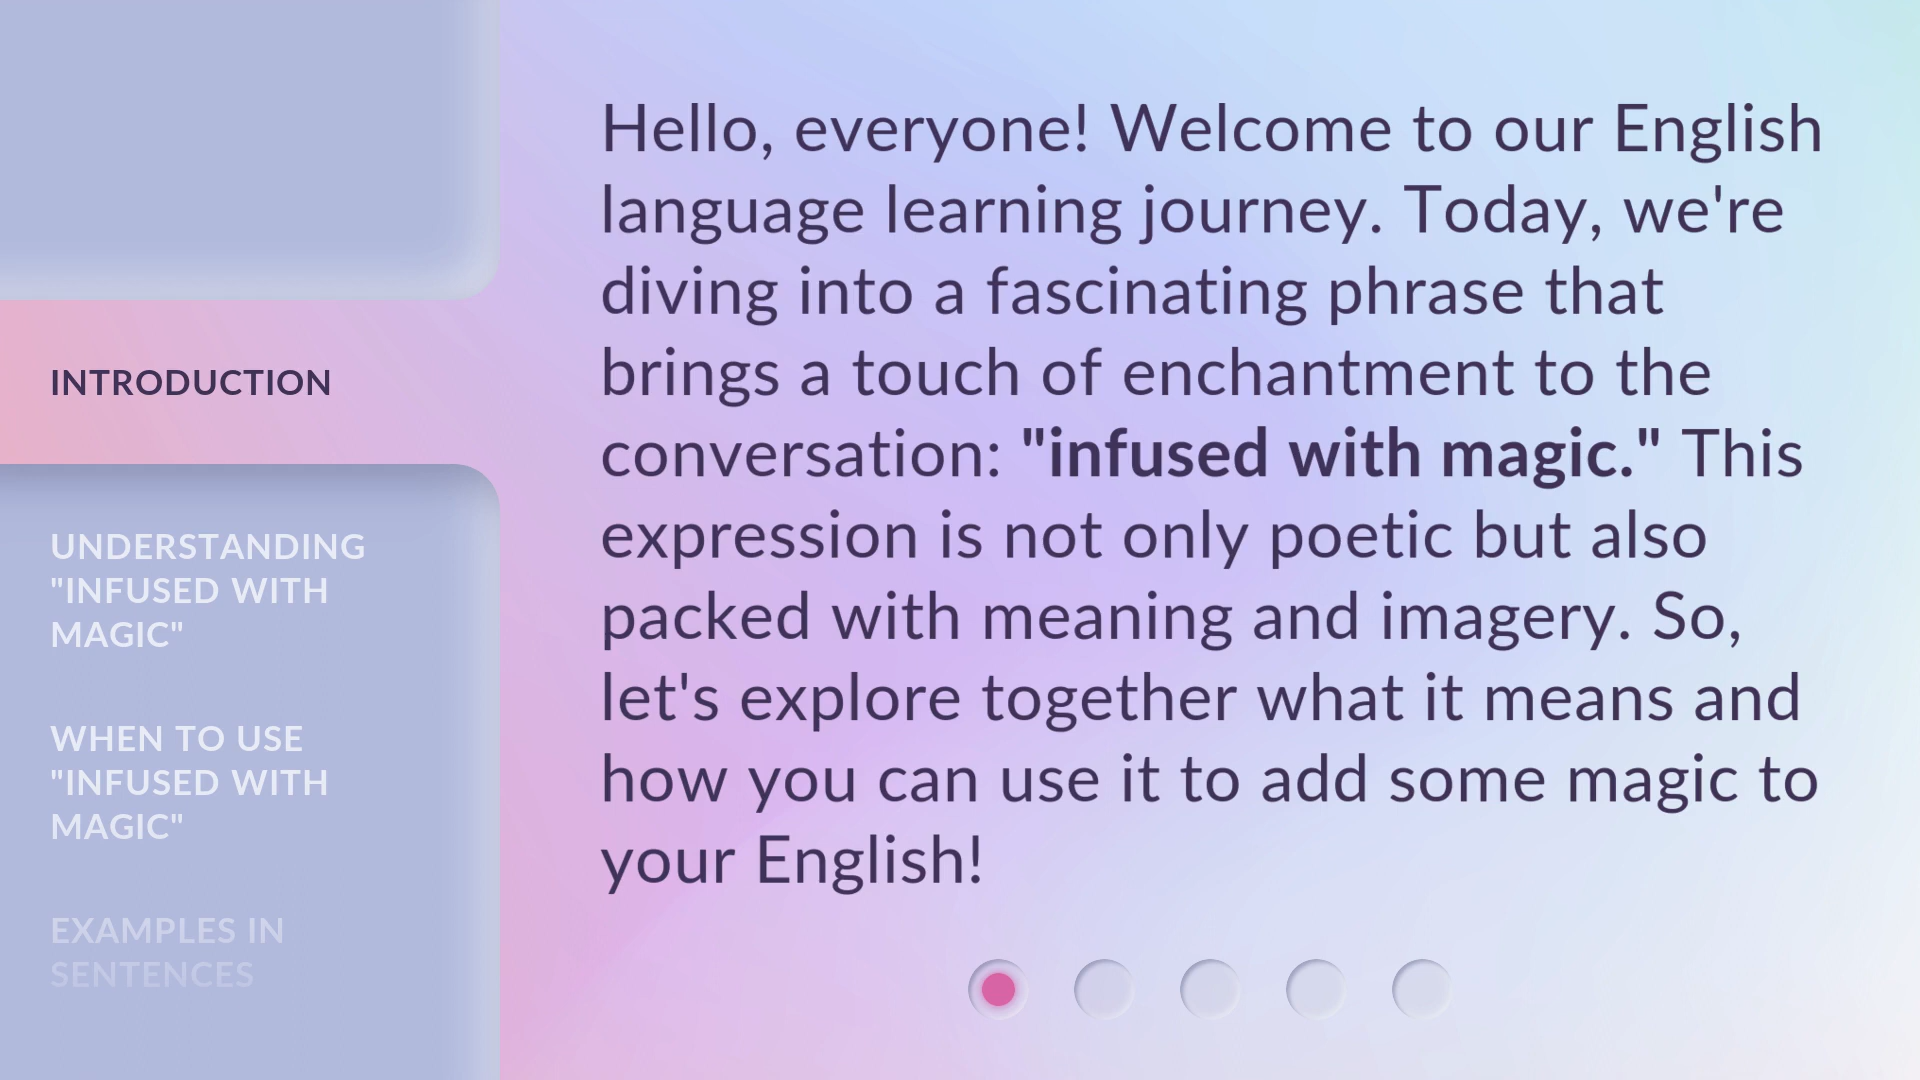 INTRODUCTION
UNDERSTANDING
"INFUSED WITH
MAGIC"
WHEN TO USE
"INFUSED WITH
MAGIC"
EXAMPLES IN
SENTENCES
Hello, everyone! Welcome to our English
language learning journey. Today, we're
diving into a fascinating phrase that
brings a touch of enchantment to the
conversation: "infused with magic." This
expression is not only poetic but also
packed with meaning and imagery. So,
let's explore together what it means and
how you can use it to add some magic to
your English!